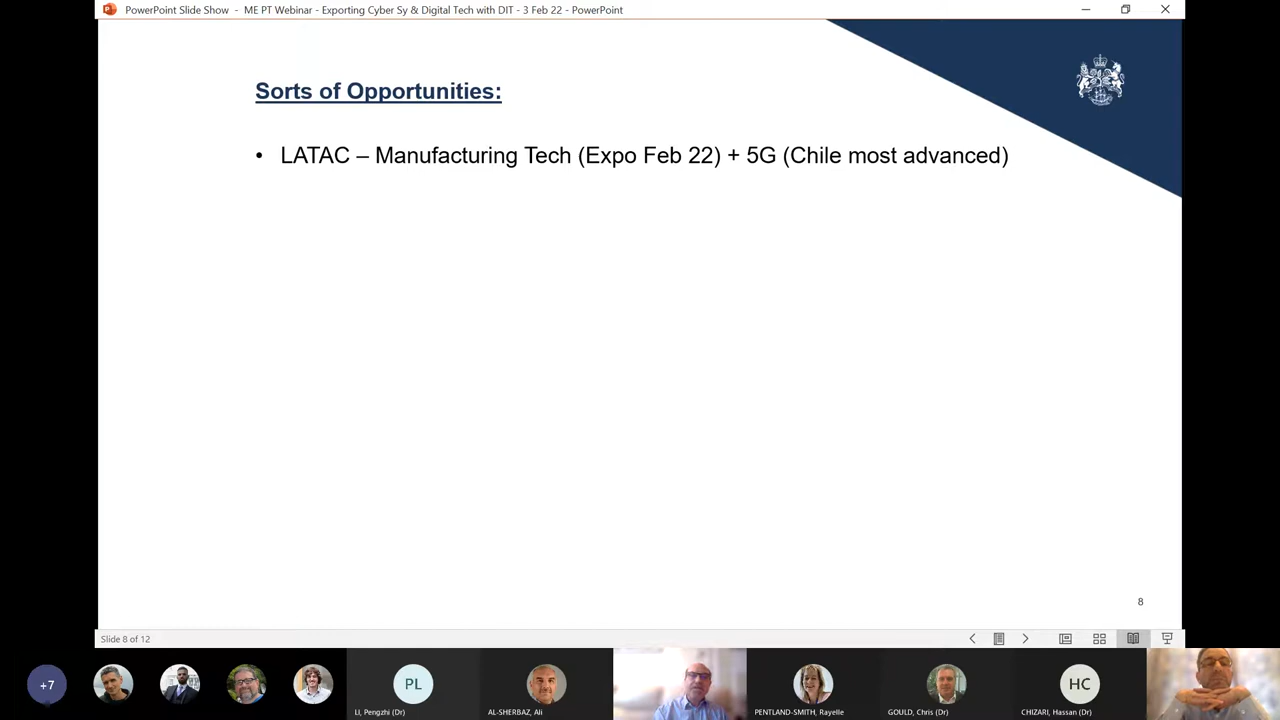 PowerPoint Slide Show - ME PT Webinar - Exporting Cyber Sy & Digital Tech with DIT - 3 Feb 22 - PowerPoint
Sorts of Opportunities:
• LATAC – Manufacturing Tech (Expo Feb 22) + 5G (Chile most advanced)
8
Slide 8 of 12
+7
PL
HC
LI, Pengzhi (Dr)
AL-SHERBAZ, Ali
PENTLAND-SMITH, Rayelle
GOULD, Chris (Dr)
CHIZARI, Hassan (Dr)